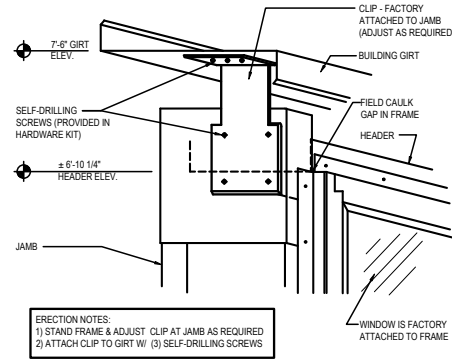 CLIP - FACTORY
ATTACHED TO JAMB
(ADJUST AS REQUIRED
7'-6" GIRT
ELEV.
BUILDING GIRT
SELF-DRILLING
SCREWS (PROVIDED IN
HARDWARE KIT)
FIELD CAULK
GAP IN FRAME
HEADER
± 6'-10 1/4"
HEADER ELEV.
JAMB
ERECTION NOTES:
1) STAND FRAME & ADJUST CLIP AT JAMB AS REQUIRED
2) ATTACH CLIP TO GIRT W/ (3) SELF-DRILLING SCREWS
WINDOW IS FACTORY
ATTACHED TO FRAME